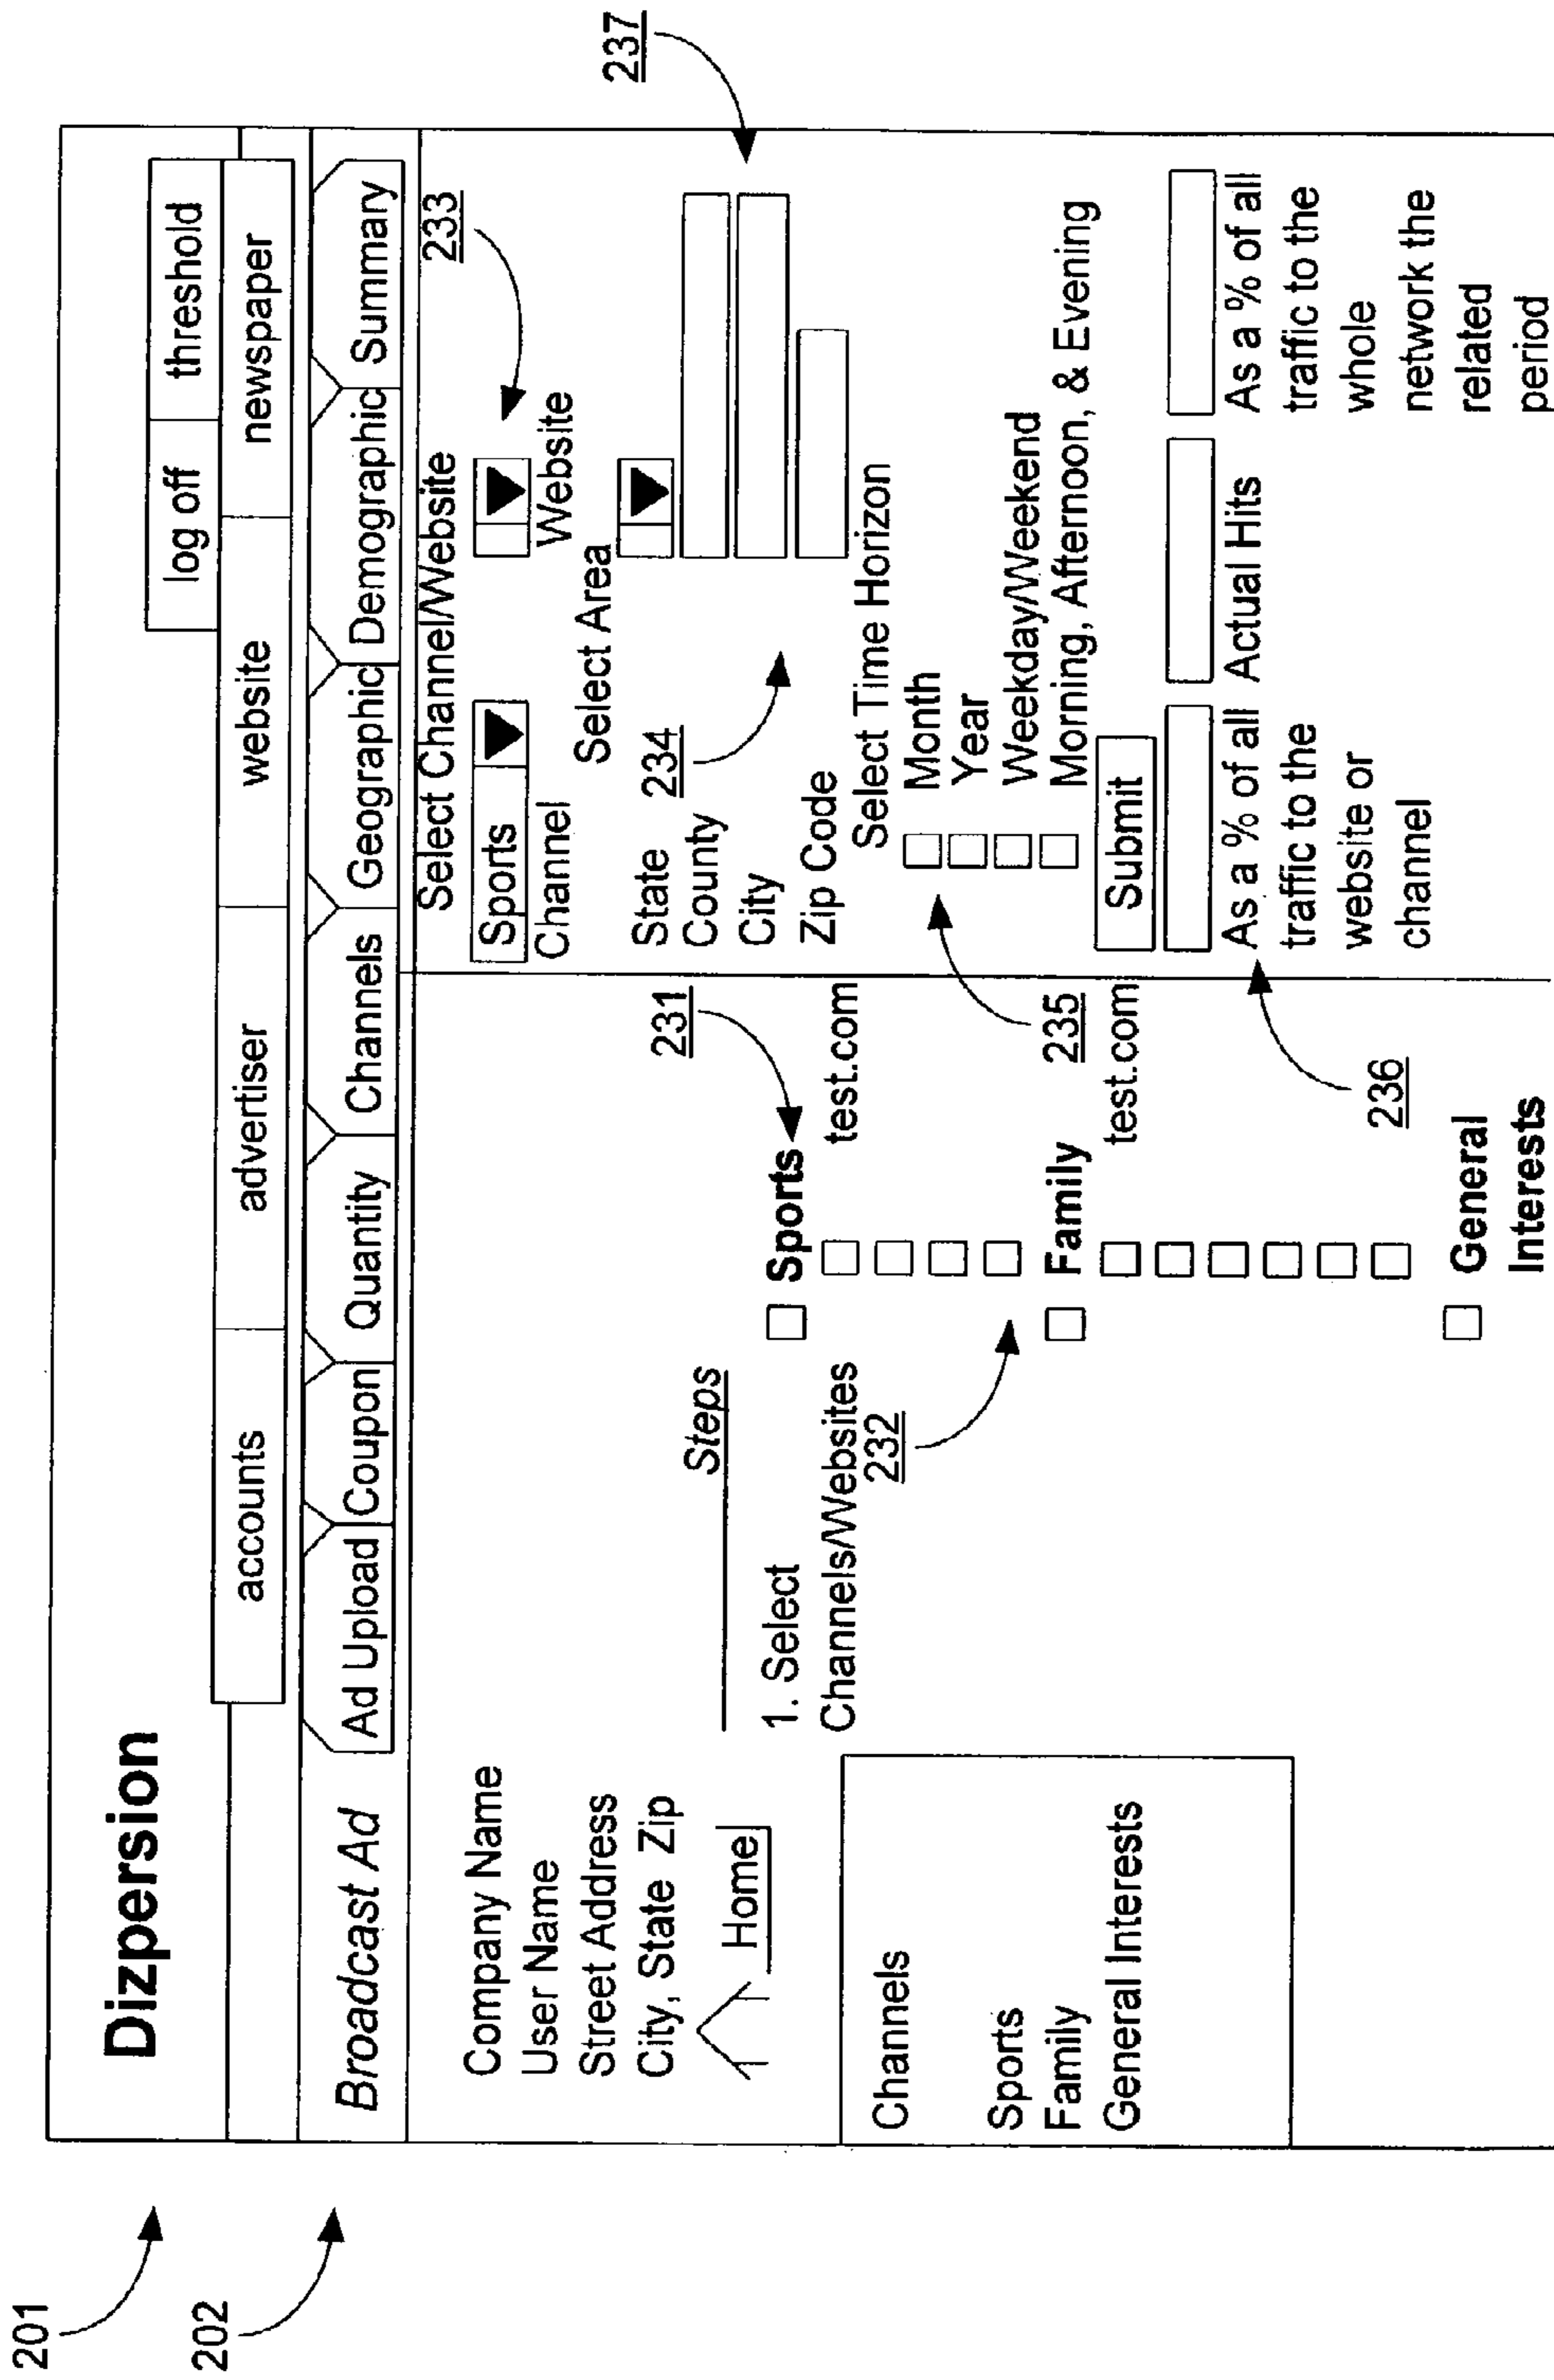 201
202
Dizpersion
log off
threshold
accounts
advertiser
website
newspaper
Broadcast Ad
Ad Upload
Coupon
Quantity
Channels
Geographic
Demographic
Summary
Company Name
User Name
Street Address
City, State Zip
Home
Channels
Sports
Family
General Interests
Steps
1. Select
Channels/Websites
232
231
Sports
test.com
Family
test.com
General
Interests
235
236
Select Channel/Website
233
Sports
Channel
Website
Select Area
237
State
234
County
City
Zip Code
Select Time Horizon
Month
Year
Weekday/Weekend
Morning, Afternoon, & Evening
Submit
As a % of all
traffic to the
website or
channel
Actual Hits
As a % of all
traffic to the
whole
network the
related
period